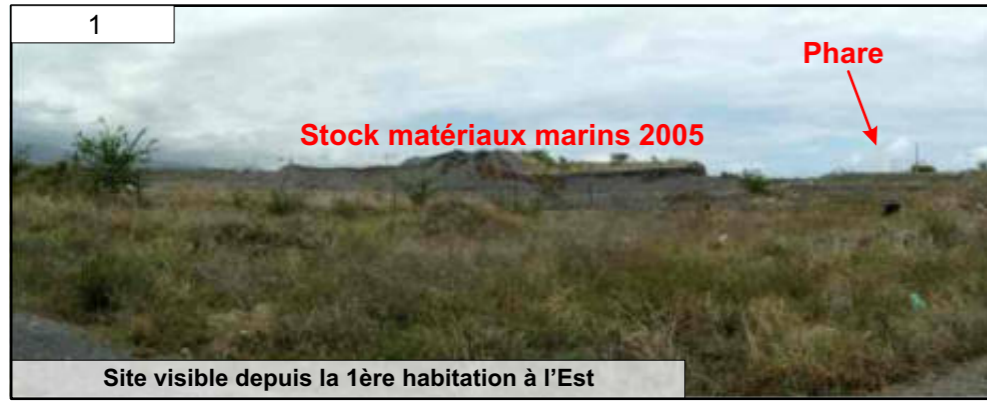 1
Phare
Stock matériaux marins 2005
Site visible depuis la 1ère habitation à l’Est